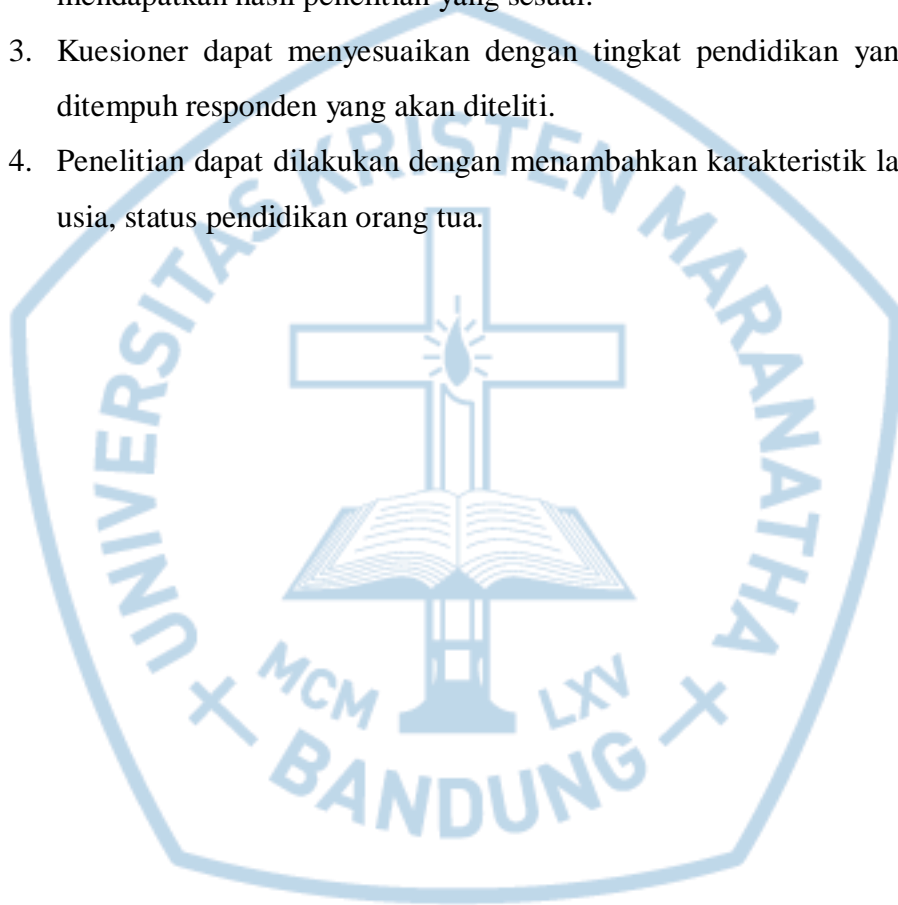 mendapatkan hasil penelitian yang sesuai.
3. Kuesioner dapat menyesuaikan dengan tingkat pendidikan yan
ditempuh responden yang akan diteliti.
4. Penelitian dapat dilakukan dengan menambahkan karakteristik la
usia, status pendidikan orang tua.
UNIVERSITAS KRISTEN MARANATHA
MCM LXV
BANDUNG